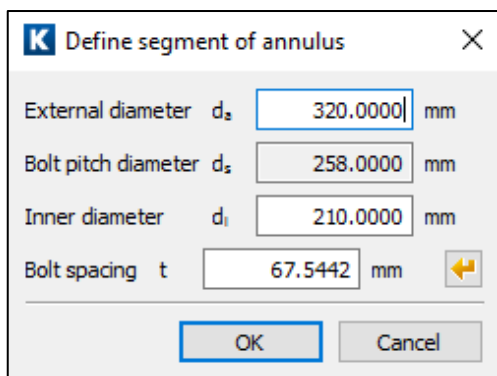 K Define segment of annulus
External diameter dₐ 320.0000 mm
Bolt pitch diameter dₛ 258.0000 mm
Inner diameter dᵢ 210.0000 mm
Bolt spacing t 67.5442 mm
OK Cancel